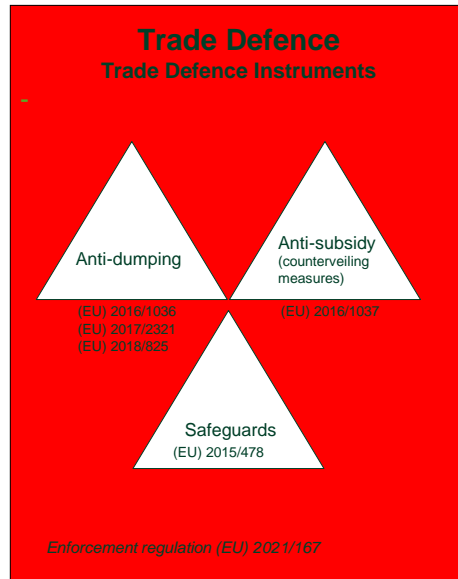 Trade Defence
Trade Defence Instruments
-
Anti-dumping
Anti-subsidy
(counterveiling
measures)
(EU) 2016/1036
(EU) 2017/2321
(EU) 2018/825
(EU) 2016/1037
Safeguards
(EU) 2015/478
Enforcement regulation (EU) 2021/167